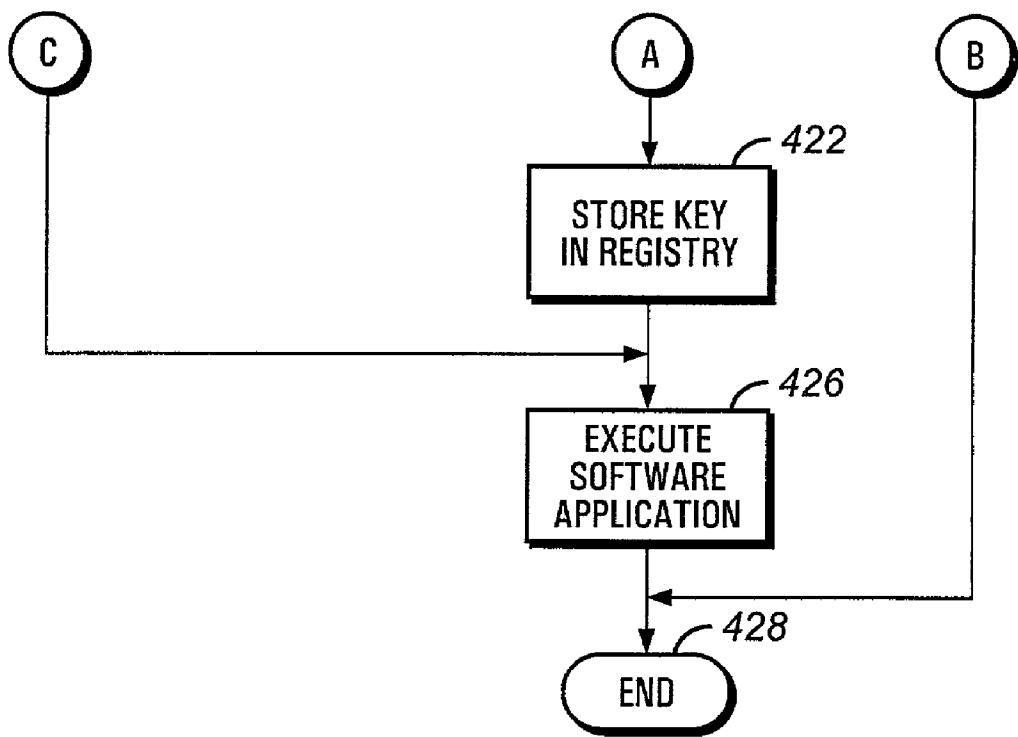 C
A
B
422
STORE KEY
IN REGISTRY
426
EXECUTE
SOFTWARE
APPLICATION
428
END